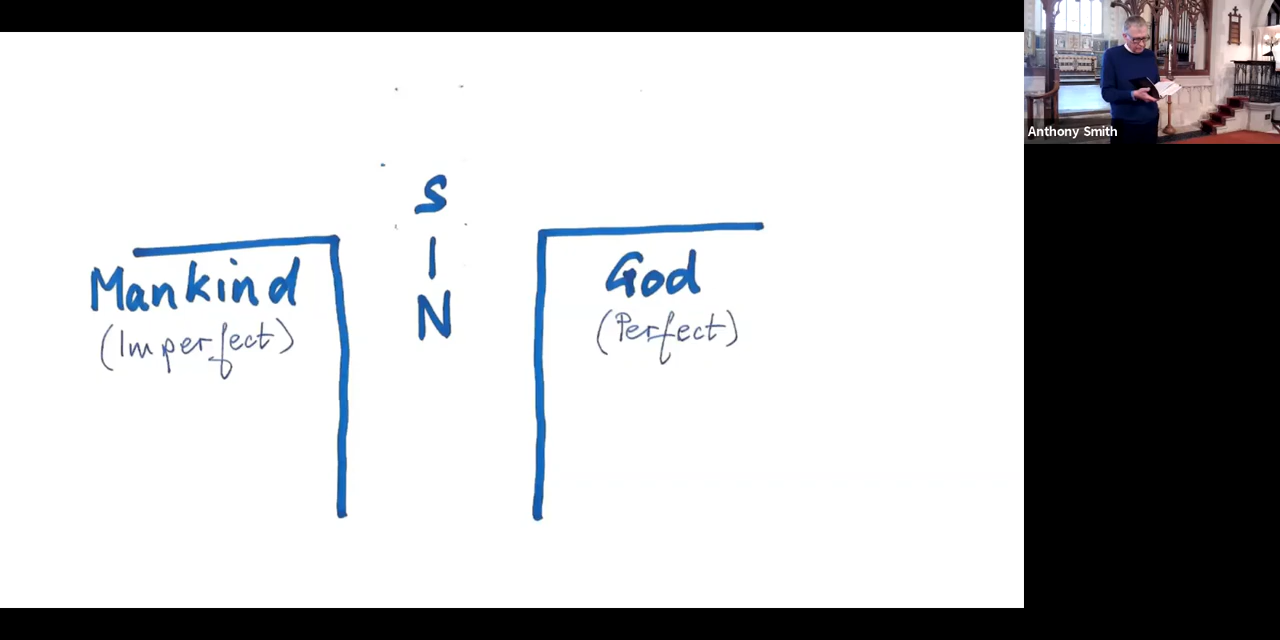 Anthony Smith
S
I
N
Mankind
(Imperfect)
God
(Perfect)